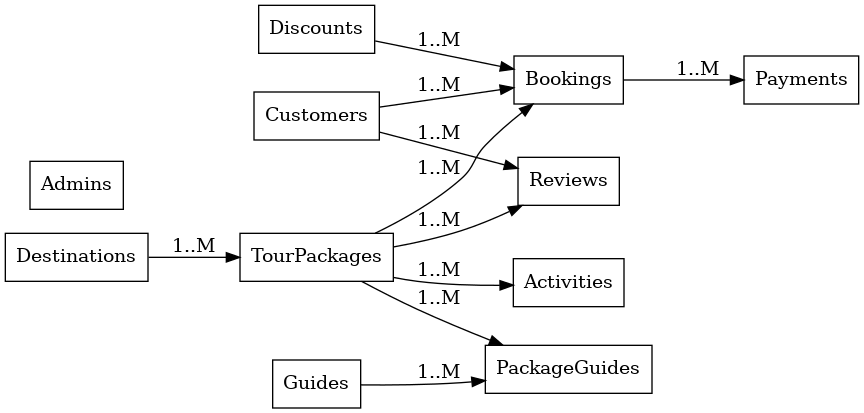 Discounts
1..M
Bookings
1..M
Payments
Customers
1..M
1..M
1..M
Reviews
Admins
Destinations
1..M
TourPackages
1..M
1..M
Activities
1..M
PackageGuides
Guides
1..M